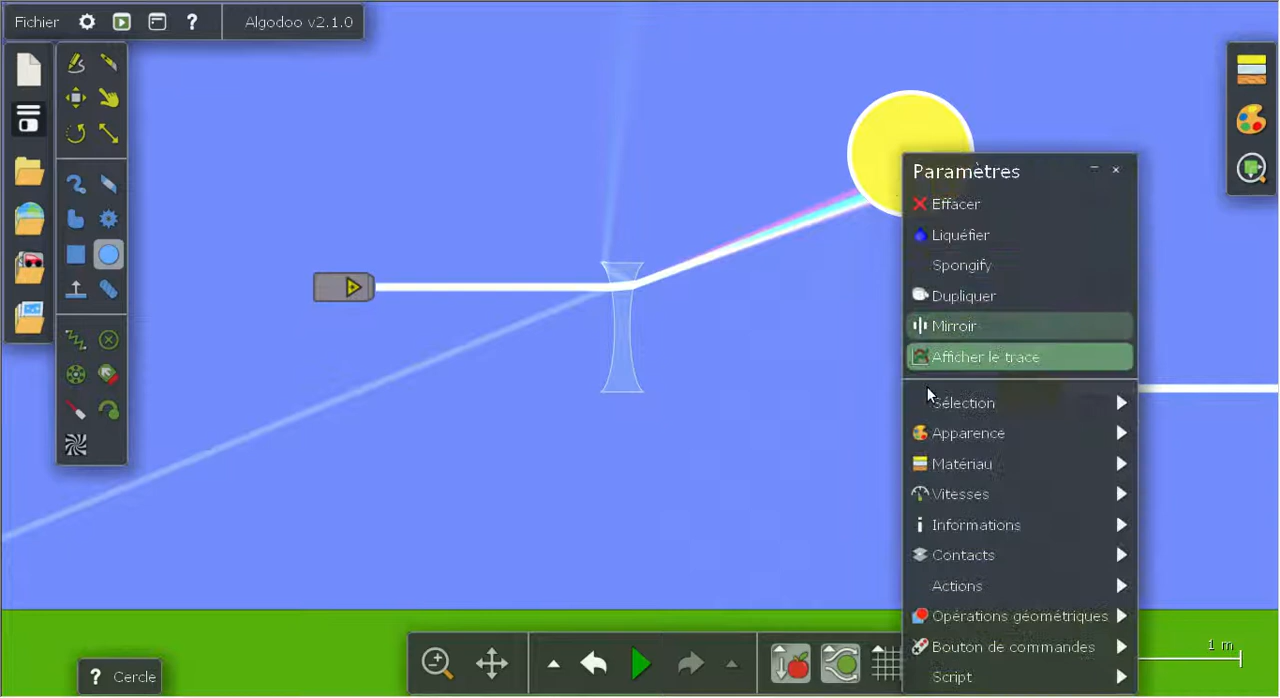 Fichier
?
Algodoo v2.1.0
Paramètres
Effacer
Liquéfier
Spongify
Dupliquer
Mirroir
Afficher le trace
Sélection
Apparence
Matériau
Vitesses
Informations
Contacts
Actions
Opérations géométriques
Bouton de commandes
Script
? Cercle
1 m